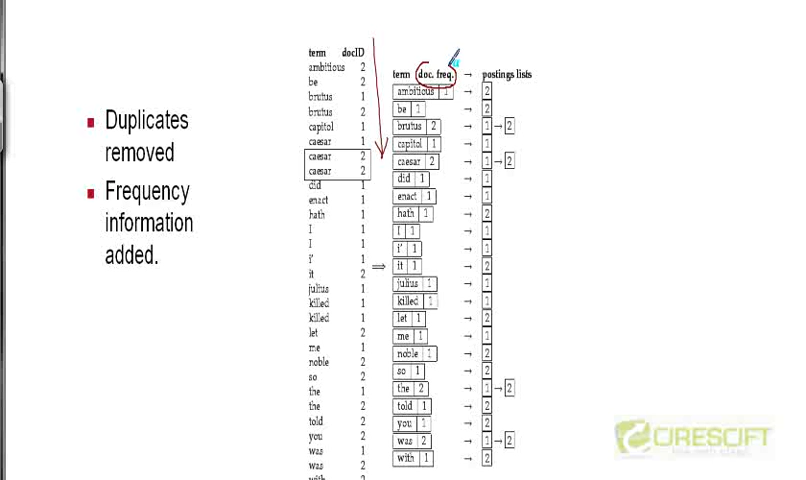 Duplicates
removed
Frequency
information
added.
term docID
ambitious 2
be 2
brutus 1
brutus 2
capitol 1
caesar 1
caesar 2
caesar 2
did 1
enact 1
hath 1
I 1
I 1
i' 1
it 2
julius 1
killed 1
killed 1
let 2
me 1
noble 2
so 2
the 1
the 2
told 2
you 2
was 1
was 2
with 2
⇒
term doc. freq. → postings lists
ambitious 1 → 2
be 1 → 2
brutus 2 → 1 → 2
capitol 1 → 1
caesar 2 → 1 → 2
did 1 → 1
enact 1 → 1
hath 1 → 2
I 1 → 1
i' 1 → 1
it 1 → 2
julius 1 → 1
killed 1 → 1
let 1 → 2
me 1 → 1
noble 1 → 2
so 1 → 2
the 2 → 1 → 2
told 1 → 2
you 1 → 2
was 2 → 1 → 2
with 1 → 2